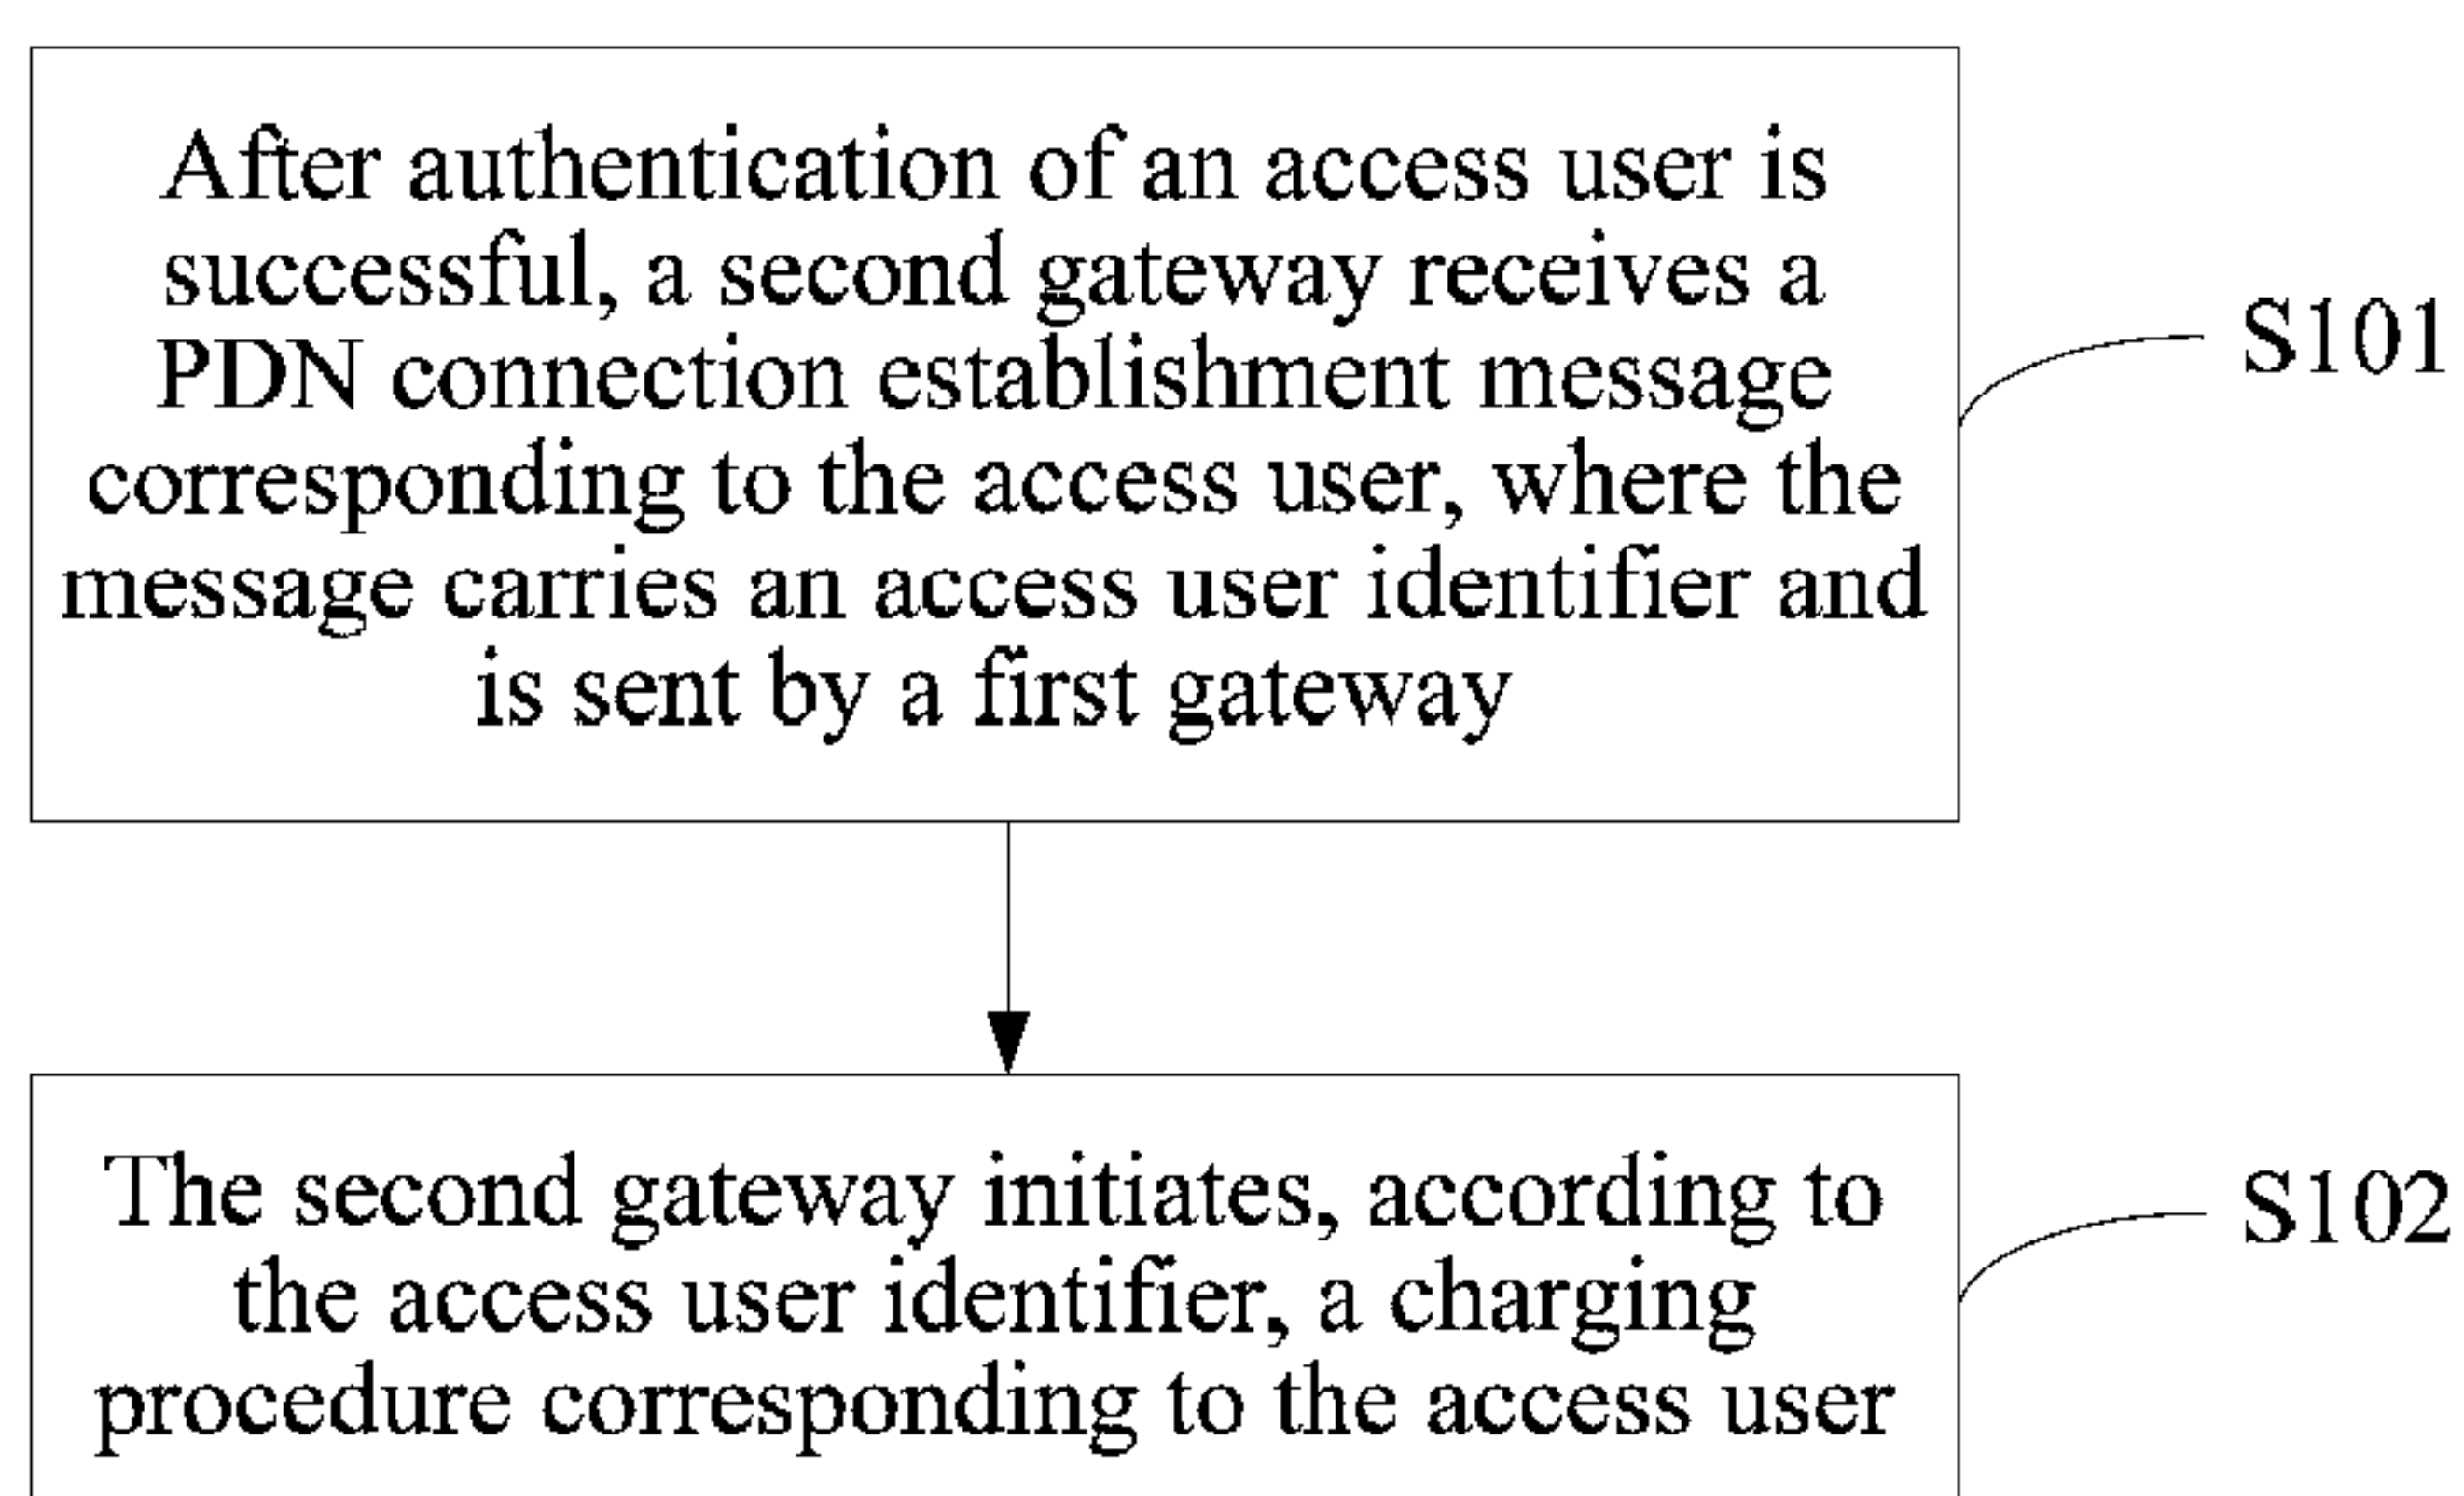 After authentication of an access user is
successful, a second gateway receives a
PDN connection establishment message
corresponding to the access user, where the
message carries an access user identifier and
is sent by a first gateway
S101
The second gateway initiates, according to
the access user identifier, a charging
procedure corresponding to the access user
S102